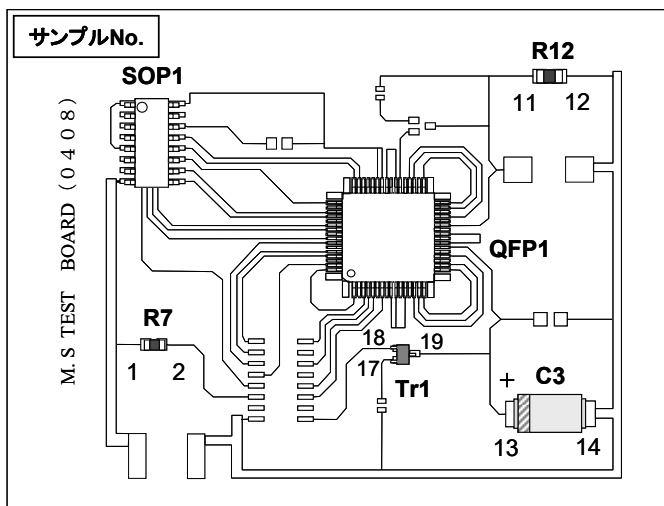 サンプルNo.
SOP1
R12
11
12
M.S TEST BOARD (0408)
QFP1
R7
1
2
18
19
17
Tr1
+
C3
13
14